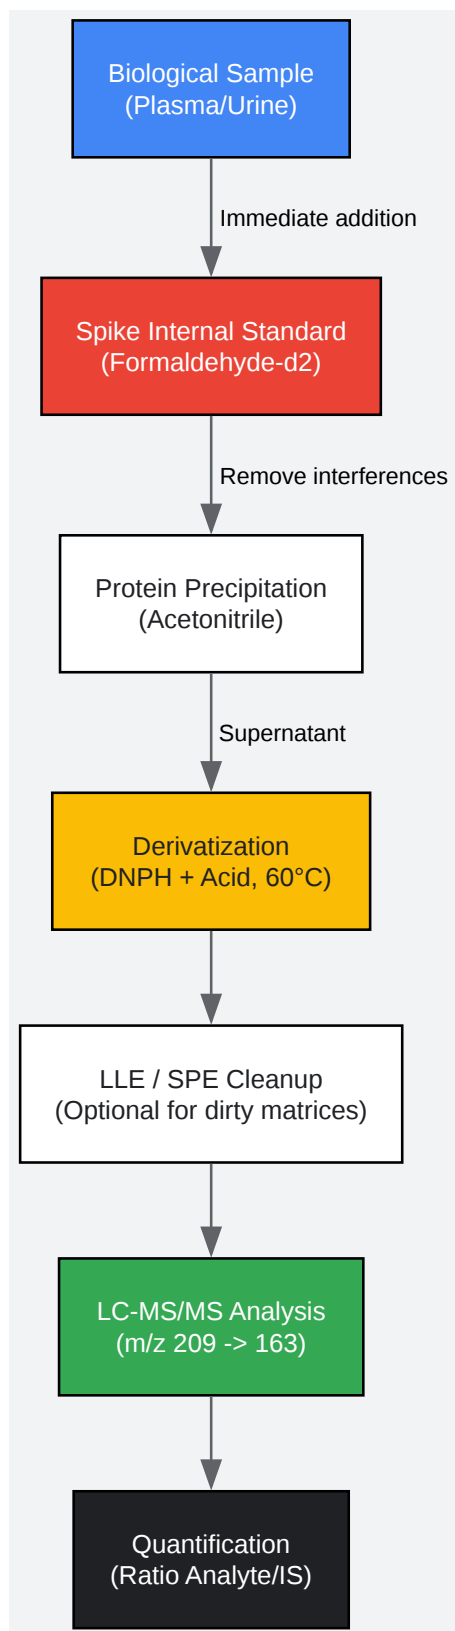 Biological Sample
(Plasma/Urine)
Immediate addition
Spike Internal Standard
(Formaldehyde-d2)
Remove interferences
Protein Precipitation
(Acetonitrile)
Supernatant
Derivatization
(DNPH + Acid, 60°C)
LLE / SPE Cleanup
(Optional for dirty matrices)
LC-MS/MS Analysis
(m/z 209 -> 163)
Quantification
(Ratio Analyte/IS)